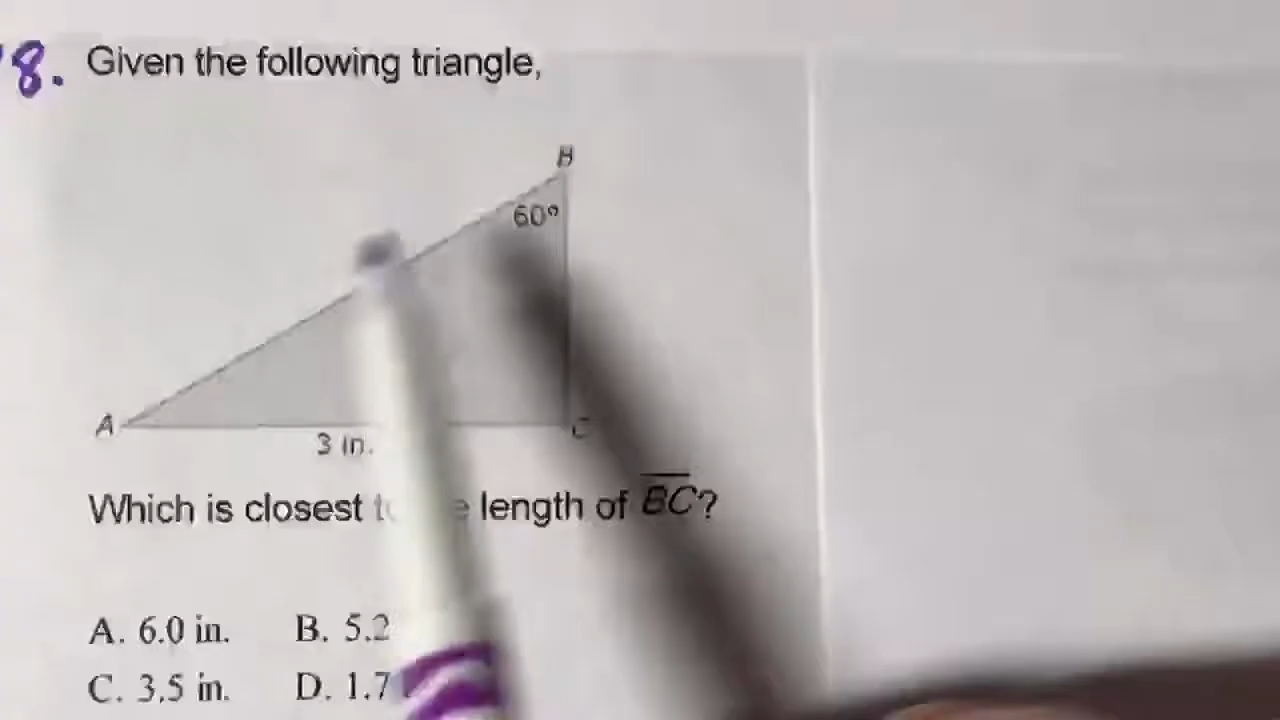 8. Given the following triangle,
B
60°
A
C
3 in.
Which is closest length of BC?
A. 6.0 in. B. 5.2
C. 3.5 in. D. 1.7